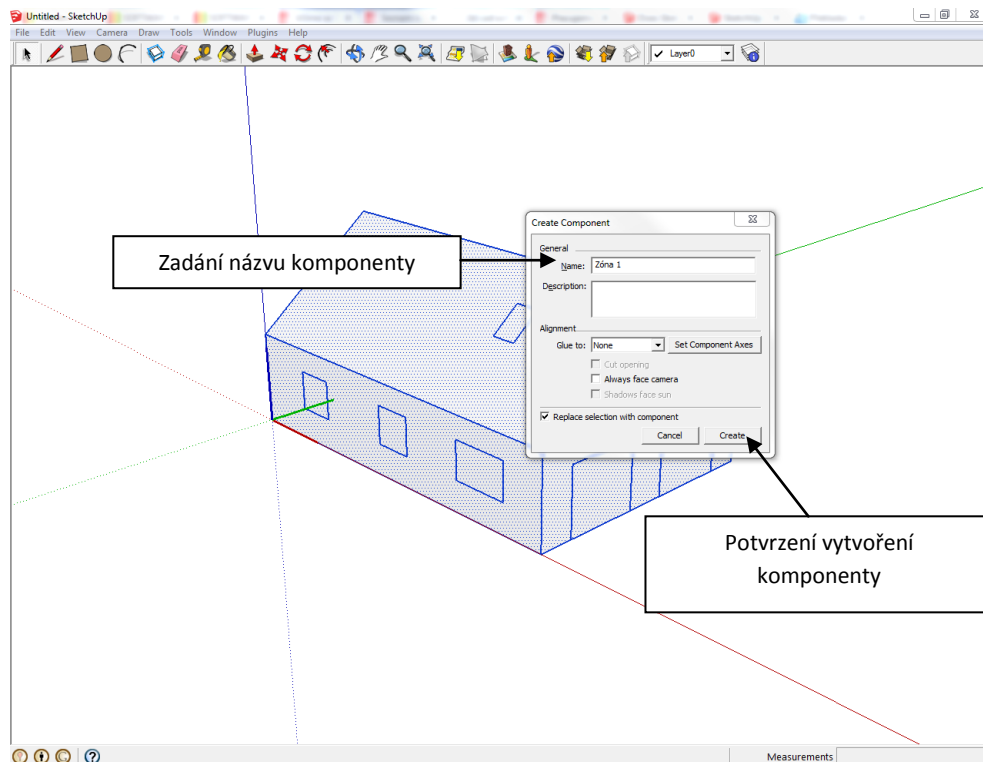 Untitled - SketchUp
File Edit View Camera Draw Tools Window Plugins Help
Layer0
Create Component
General
Name: Zóna 1
Description:
Alignment
Glue to: None Set Component Axes
Cut opening
Always face camera
Shadows face sun
Replace selection with component
Cancel Create
Zadání názvu komponenty
Potvrzení vytvoření
komponenty
Measurements